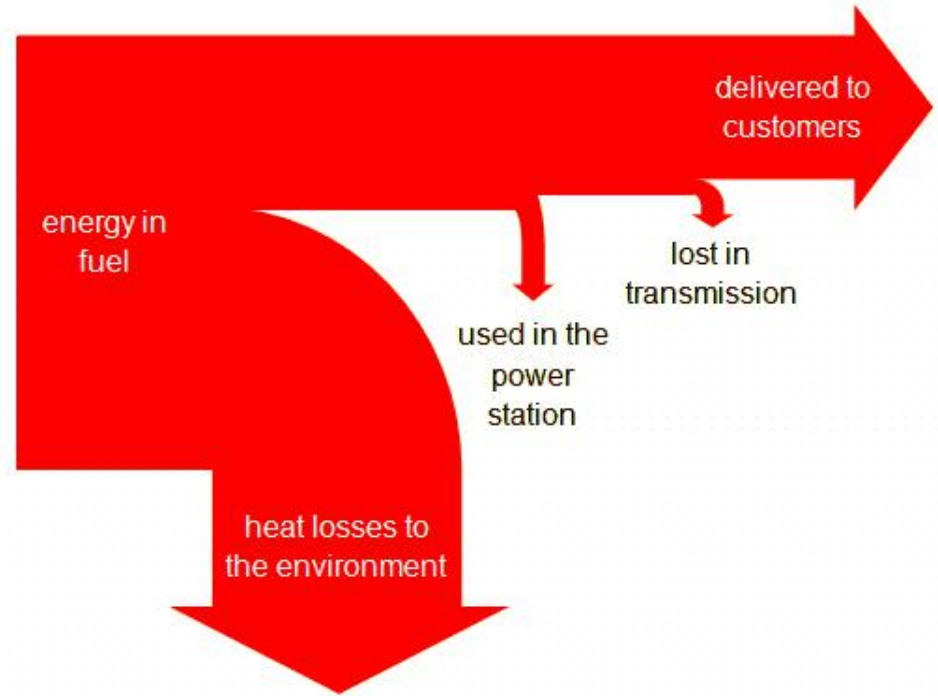 delivered to
customers
energy in
fuel
lost in
transmission
used in the
power
station
heat losses to
the environment